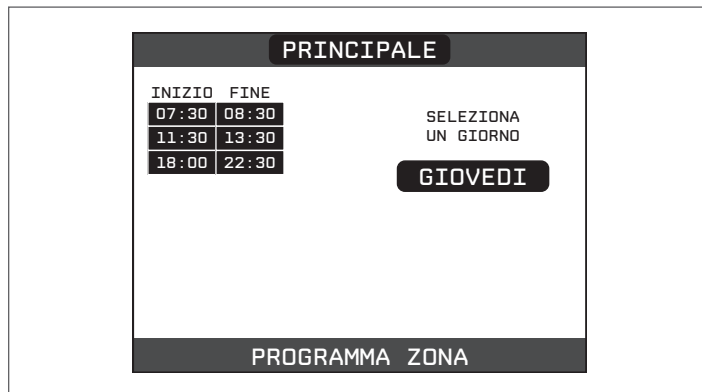 PRINCIPALE
INIZIO FINE
07:30 08:30
11:30 13:30
18:00 22:30
SELEZIONA
UN GIORNO
GIOVEDI
PROGRAMMA ZONA